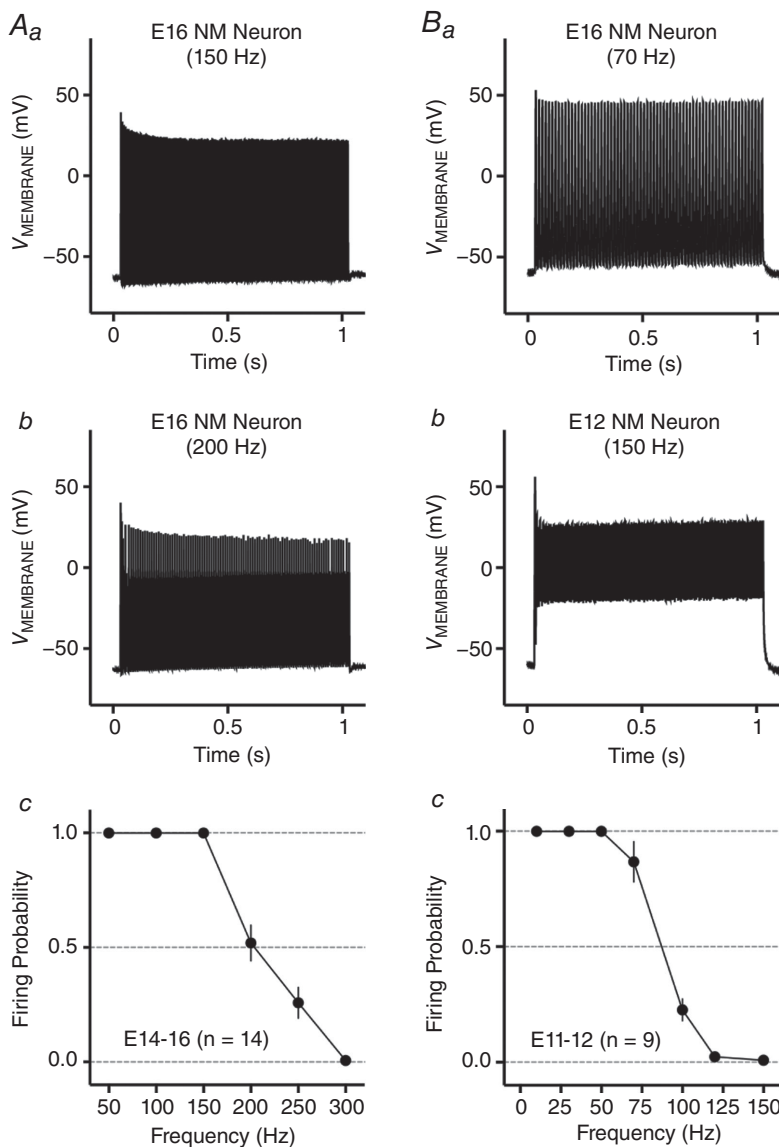 Aa
E16 NM Neuron
(150 Hz)
VMEMBRANE (mV)
50
0
−50
0
0.5
1
Time (s)
Ba
E16 NM Neuron
(70 Hz)
VMEMBRANE (mV)
50
0
−50
0
0.5
1
Time (s)
b
E16 NM Neuron
(200 Hz)
VMEMBRANE (mV)
50
0
−50
0
0.5
1
Time (s)
b
E12 NM Neuron
(150 Hz)
VMEMBRANE (mV)
50
0
−50
0
0.5
1
Time (s)
c
Firing Probability
1.0
0.5
0.0
E14-16 (n = 14)
50 100 150 200 250 300
Frequency (Hz)
c
Firing Probability
1.0
0.5
0.0
E11-12 (n = 9)
0 25 50 75 100 125 150
Frequency (Hz)